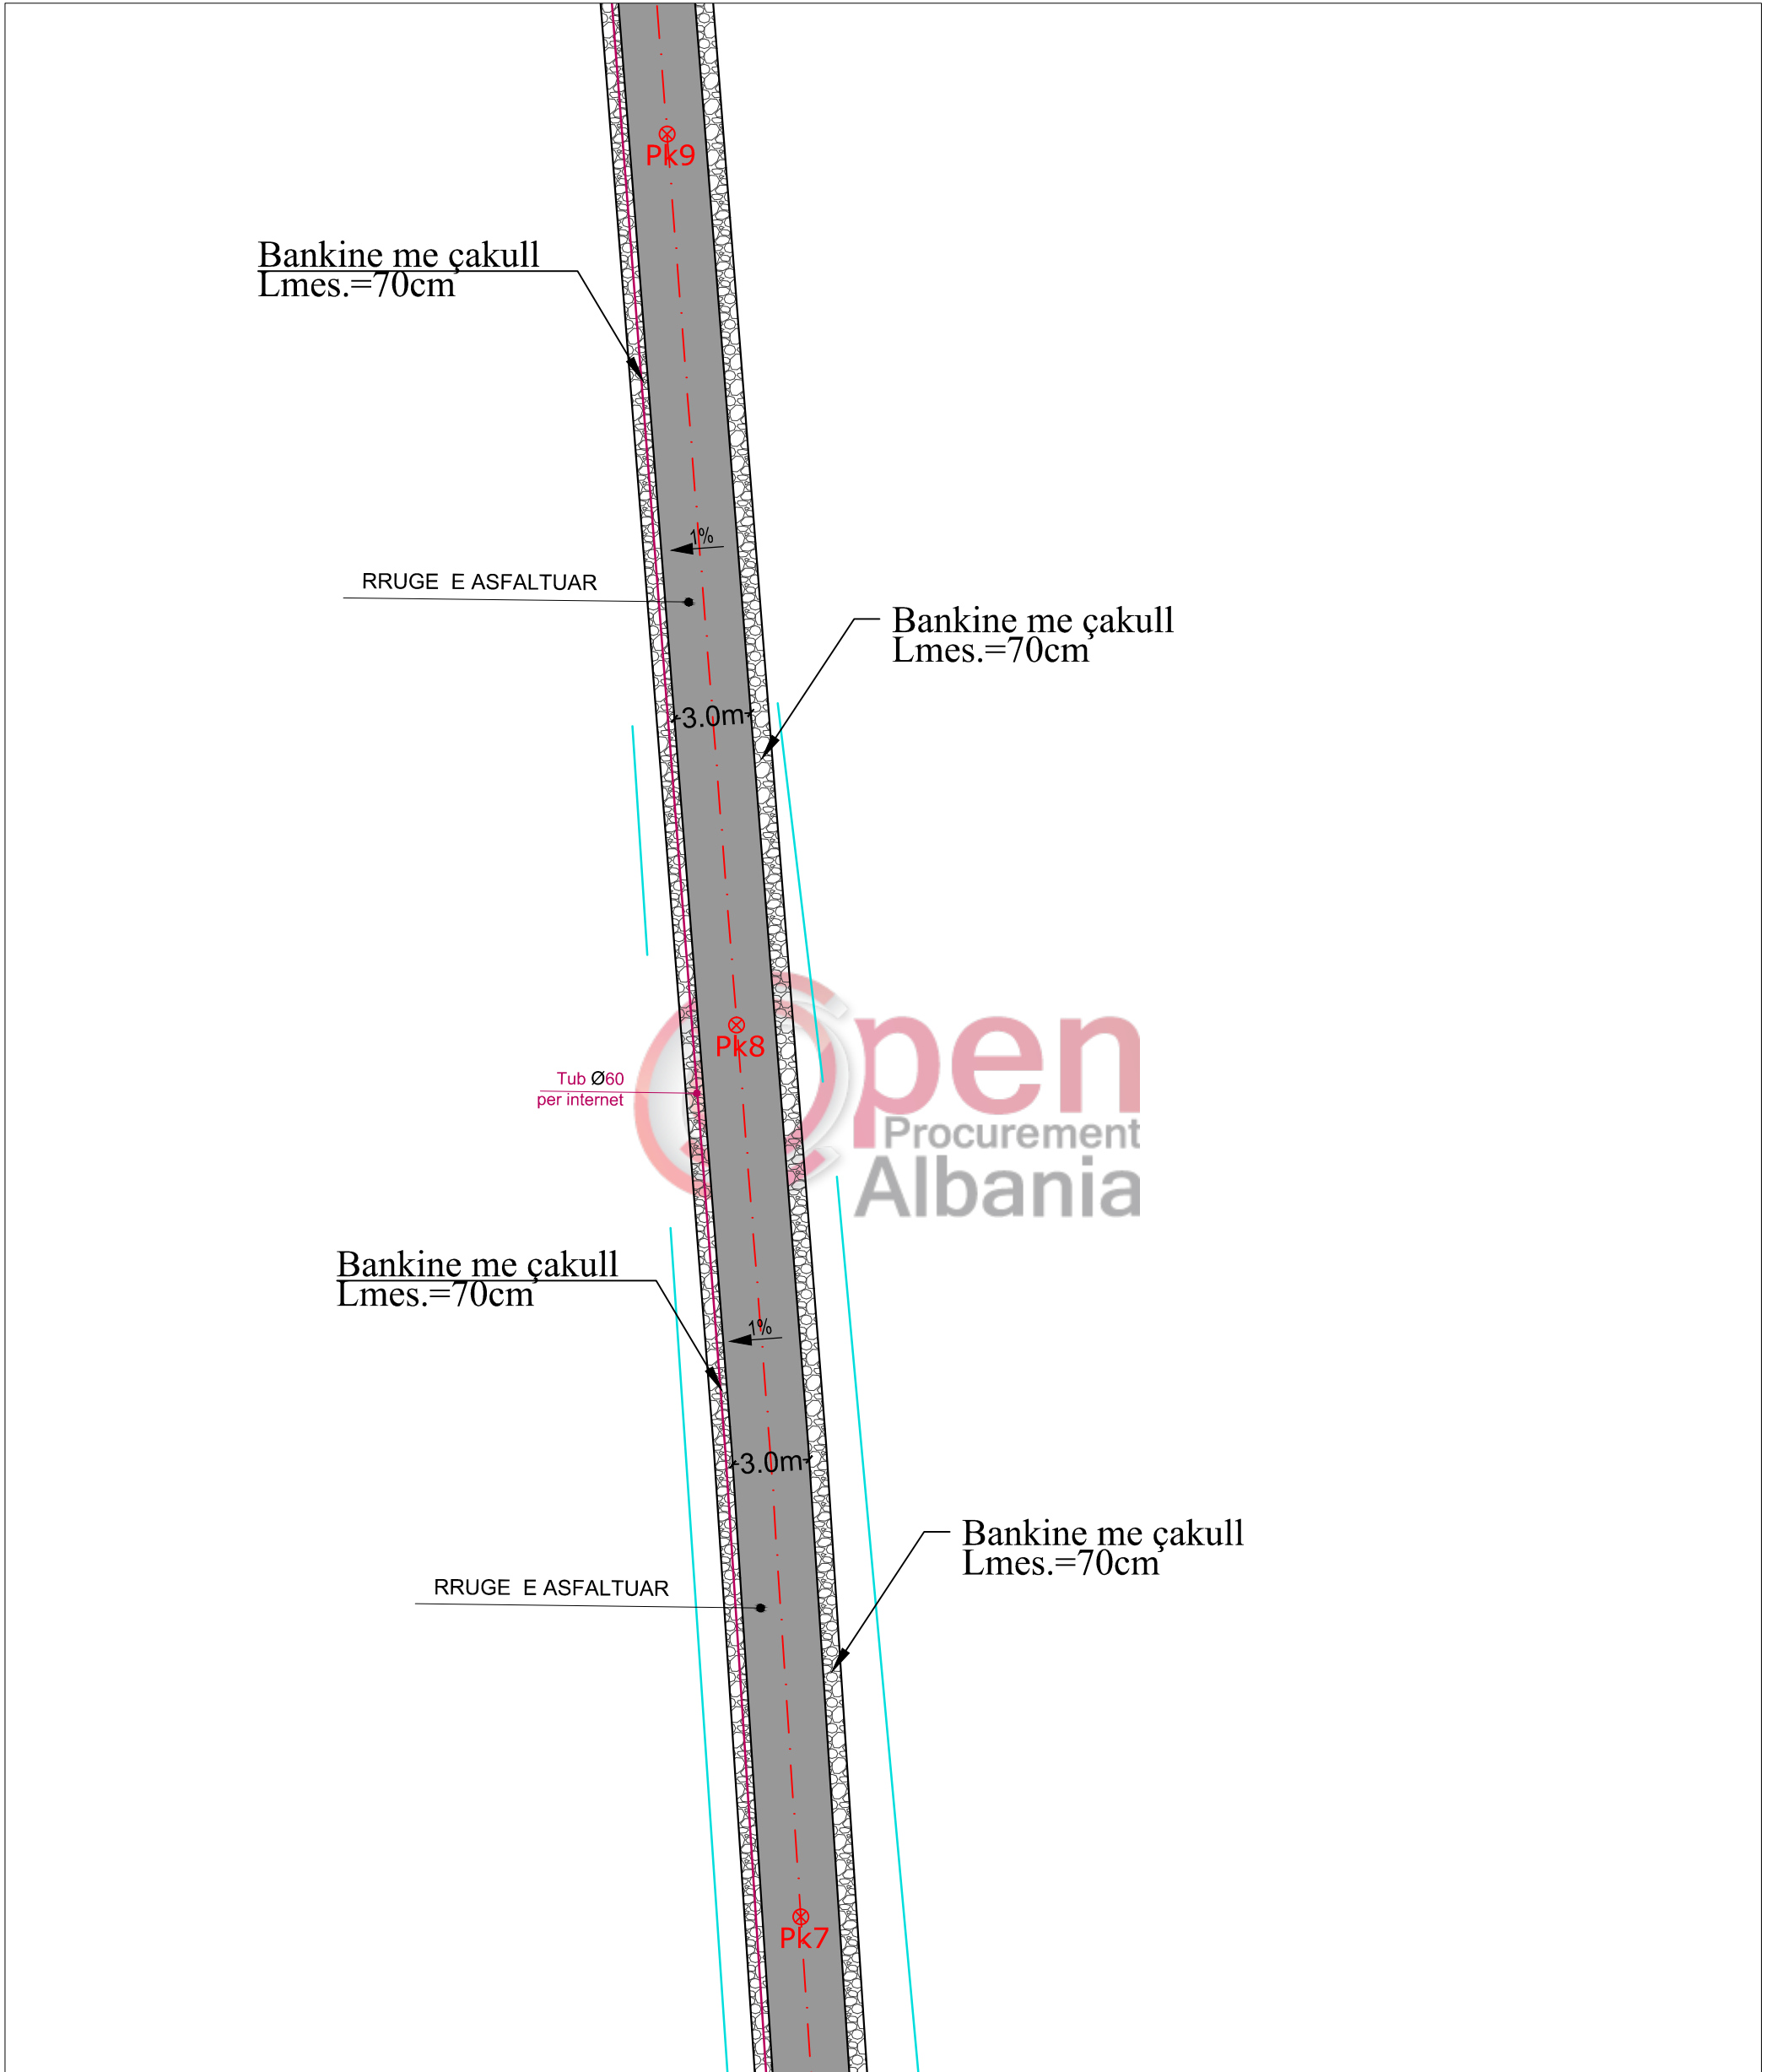 Pk9
Bankine me çakull
Lmes.=70cm
1%
RRUGE  E ASFALTUAR
Bankine me çakull
Lmes.=70cm
3.0m
Open
Pk8
Tub Ø60
per internet
Procurement
Albania
Bankine me çakull
Lmes.=70cm
1%
3.0m
Bankine me çakull
Lmes.=70cm
RRUGE  E ASFALTUAR
Pk7